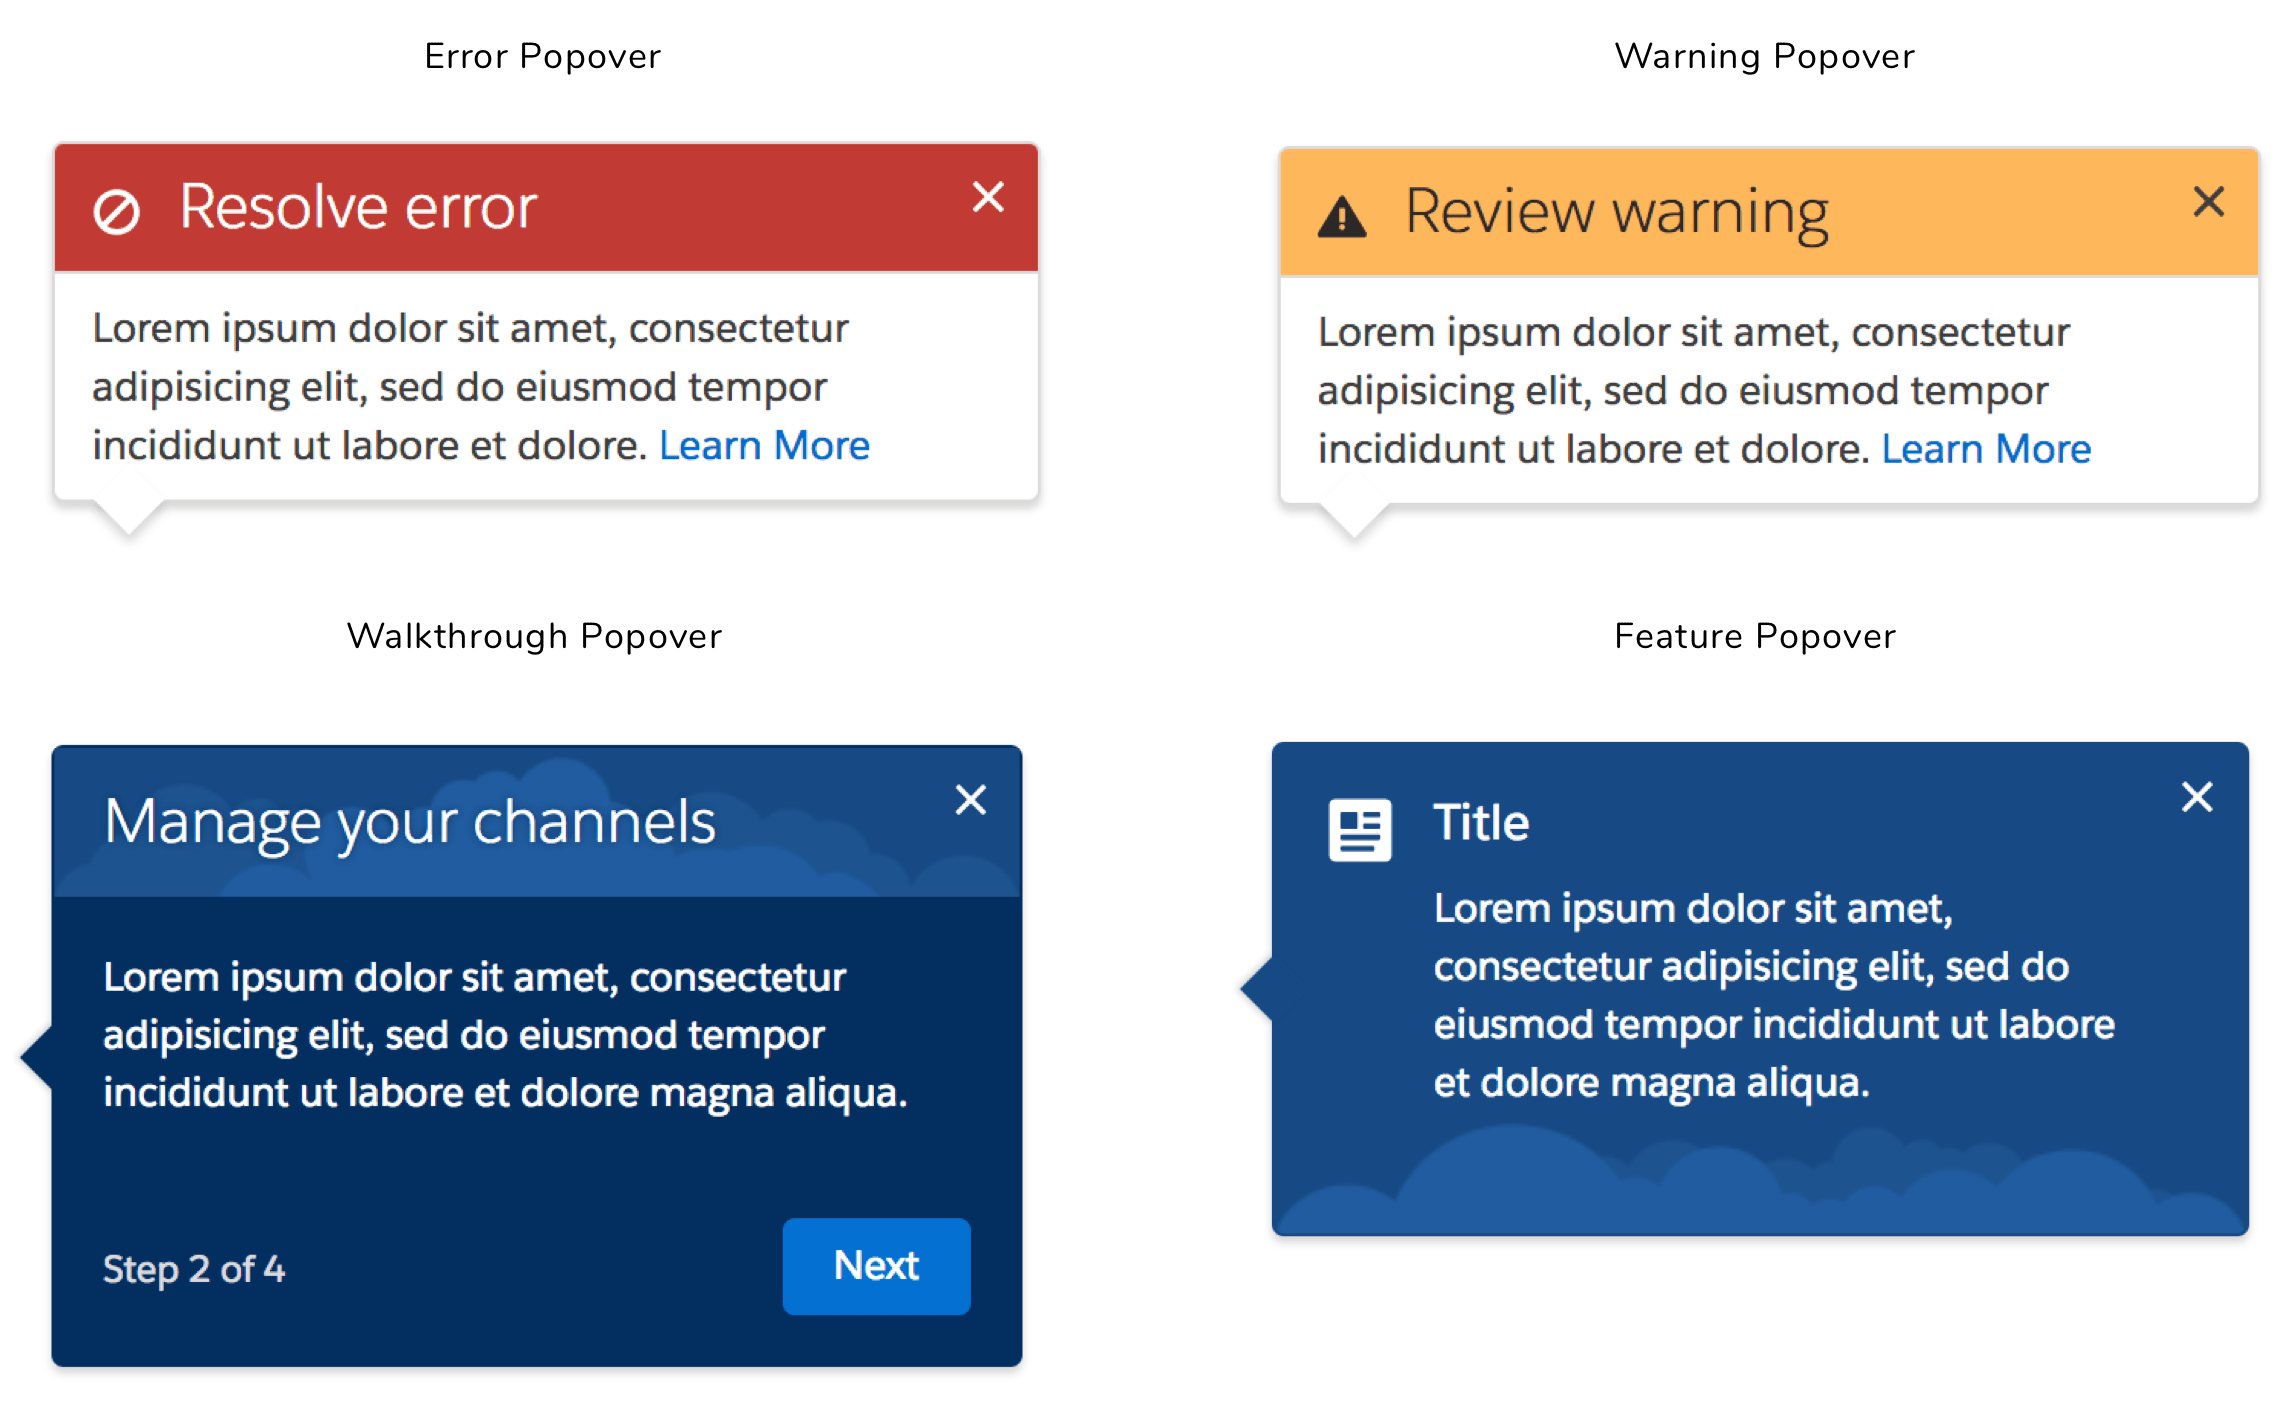 Error Popover
Resolve error
Lorem ipsum dolor sit amet, consectetur
adipisicing elit, sed do eiusmod tempor
incididunt ut labore et dolore. Learn More
Warning Popover
Review warning
Lorem ipsum dolor sit amet, consectetur
adipisicing elit, sed do eiusmod tempor
incididunt ut labore et dolore. Learn More
Walkthrough Popover
Manage your channels
Lorem ipsum dolor sit amet, consectetur
adipisicing elit, sed do eiusmod tempor
incididunt ut labore et dolore magna aliqua.
Step 2 of 4
Next
Feature Popover
Title
Lorem ipsum dolor sit amet,
consectetur adipisicing elit, sed do
eiusmod tempor incididunt ut labore
et dolore magna aliqua.